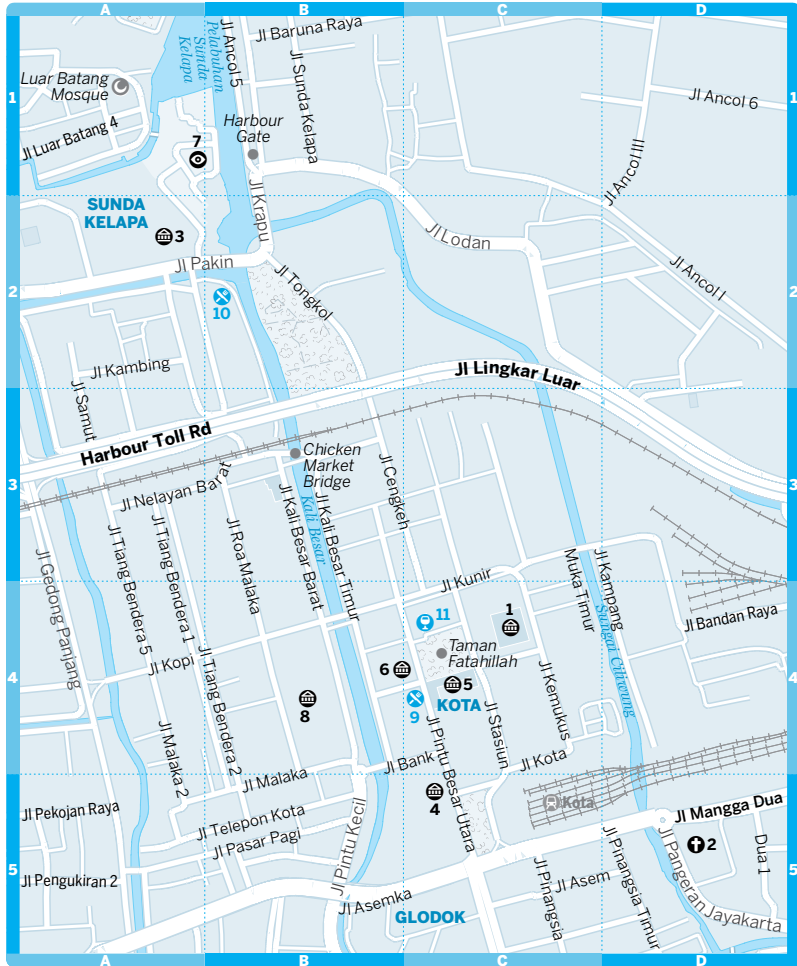 A
B
C
D
Jl Baruna Raya
Pelabuhan
Sunda
Kelapa
Jl Ancol 5
Jl Sunda Kelapa
Luar Batang
Mosque
1
1
Jl Ancol 6
Harbour
Gate
Jl Luar Batang 4
7
Jl Ancol III
Jl Krapu
SUNDA
KELAPA
3
Jl Lodan
Jl Pakin
Jl Tongkol
Jl Ancol I
2
2
10
Jl Kambing
Jl Lingkar Luar
Jl Samut
Harbour Toll Rd
Chicken
Market
Bridge
Jl Cengkeh
3
3
Jl Nelayan Barat
Jl Kali Besar Barat
Kali Besar
Jl Kali Besar Timur
Jl Roa Malaka
Jl Tiang Bendera 5
Jl Tiang Bendera 1
Jl Gedong Panjang
Jl Kunir
Muka Timur
Jl Kampang
Sungai Ciliwung
Jl Bandan Raya
11
1
Taman
Fatahillah
Jl Kopi
Jl Tiang Bendera 2
6
5
4
4
8
9
KOTA
Jl Kemukus
Jl Stasiun
Jl Pintu Besar Utara
Jl Malaka 2
Jl Bank
Jl Kota
Jl Malaka
4
Kota
Jl Pekojan Raya
Jl Telepon Kota
Jl Pasar Pagi
Jl Pintu Kecil
Jl Mangga Dua
2
Dua 1
Jl Pangeran Jayakarta
Jl Pinangsia Timur
Jl Pinangsia
Jl Asem
5
5
Jl Pengukiran 2
Jl Asemka
GLODOK
A
B
C
D